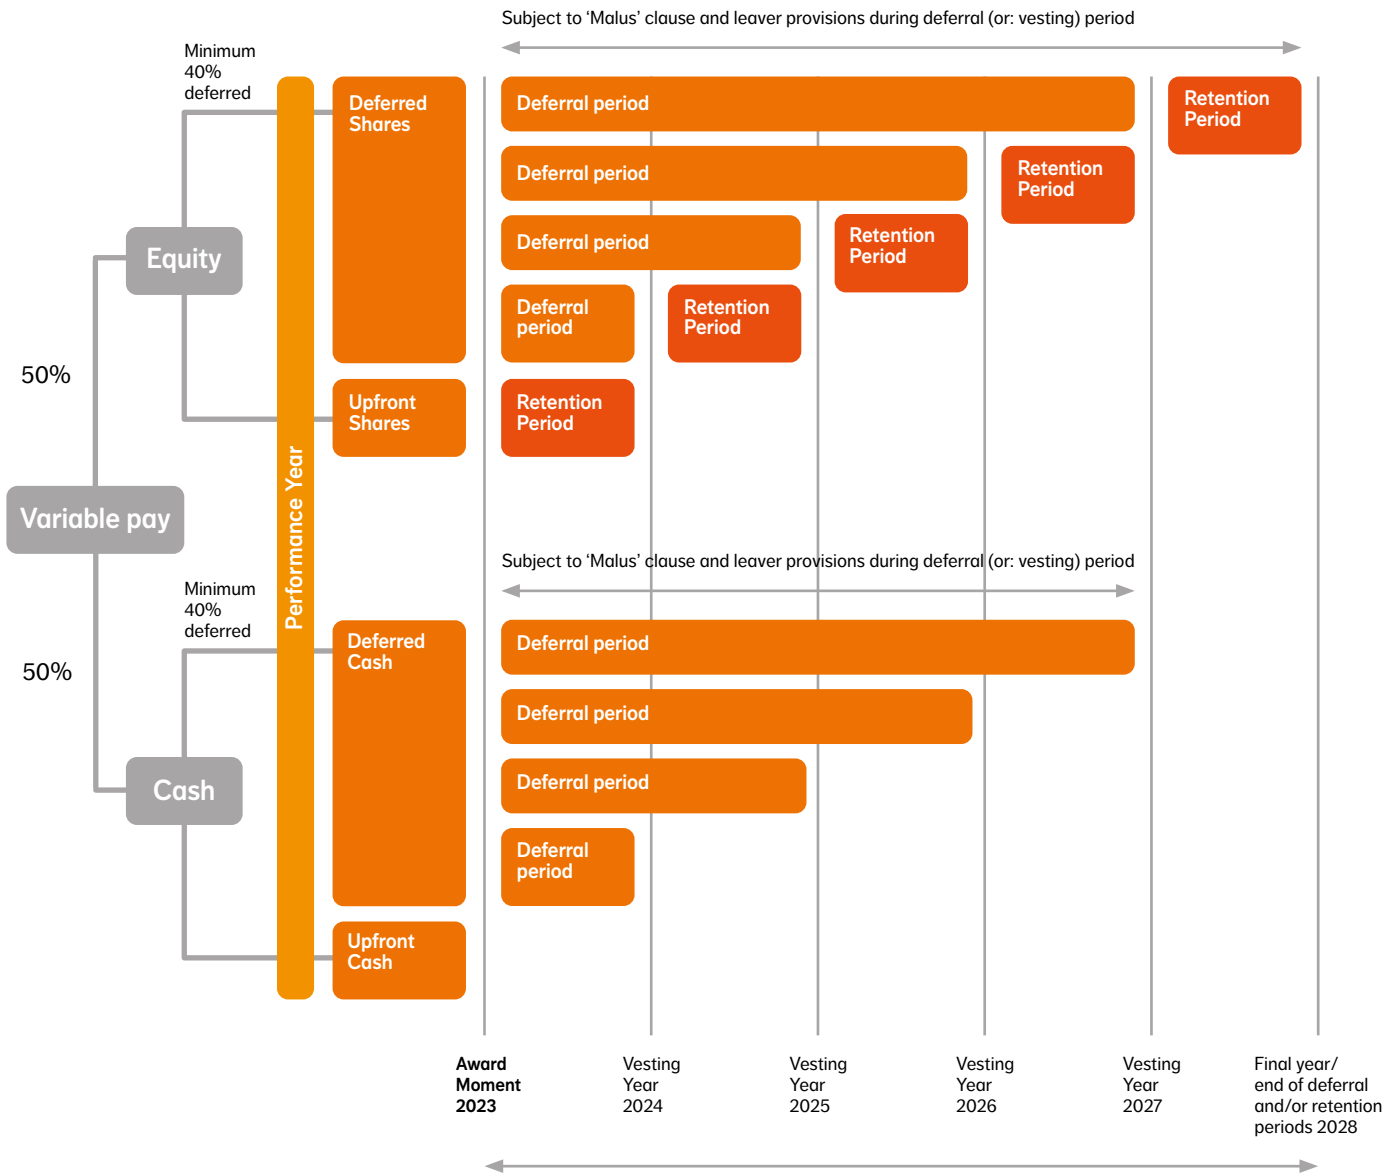 Subject to ‘Malus’ clause and leaver provisions during deferral (or: vesting) period
Minimum
40%
deferred
Deferred
Shares
Deferral period
Retention
Period
Deferral period
Retention
Period
Deferral period
Retention
Period
Equity
Deferral
period
Retention
Period
50%
Upfront
Shares
Retention
Period
Variable pay
Performance Year
Subject to ‘Malus’ clause and leaver provisions during deferral (or: vesting) period
Minimum
40%
deferred
Deferred
Cash
Deferral period
50%
Deferral period
Deferral period
Cash
Deferral
period
Upfront
Cash
Award
Moment
2023
Vesting
Year
2024
Vesting
Year
2025
Vesting
Year
2026
Vesting
Year
2027
Final year/
end of deferral
and/or retention
periods 2028